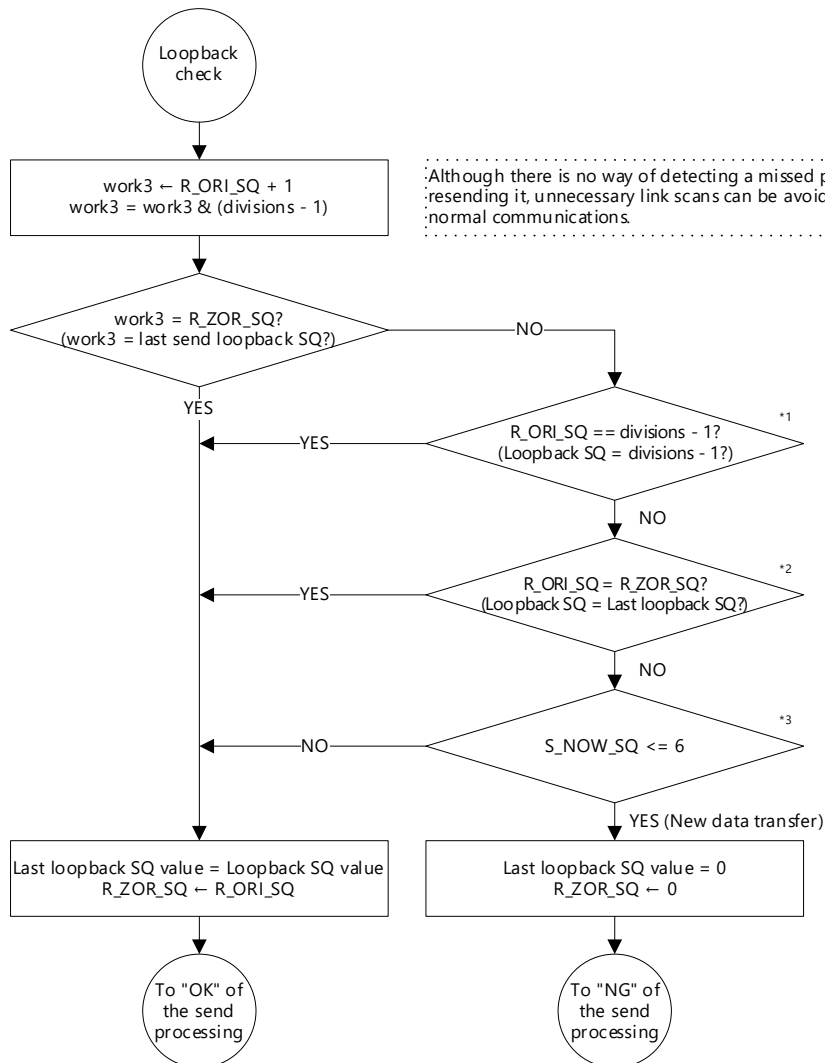 Loopback
check
work3 ← R_ORI_SQ + 1
work3 = work3 & (divisions - 1)
Although there is no way of detecting a missed
resending it, unnecessary link scans can be
normal communications.
work3 = R_ZOR_SQ?
(work3 = last send loopback SQ?)
NO
YES
*1
R_ORI_SQ == divisions - 1?
(Loopback SQ = divisions - 1?)
YES
NO
*2
R_ORI_SQ = R_ZOR_SQ?
(Loopback SQ = Last loopback SQ?)
YES
NO
*3
S_NOW_SQ <= 6
NO
YES (New data transfer)
Last loopback SQ value = Loopback SQ value
R_ZOR_SQ ← R_ORI_SQ
Last loopback SQ value = 0
R_ZOR_SQ ← 0
To "OK" of
the send
processing
To "NG" of
the send
processing